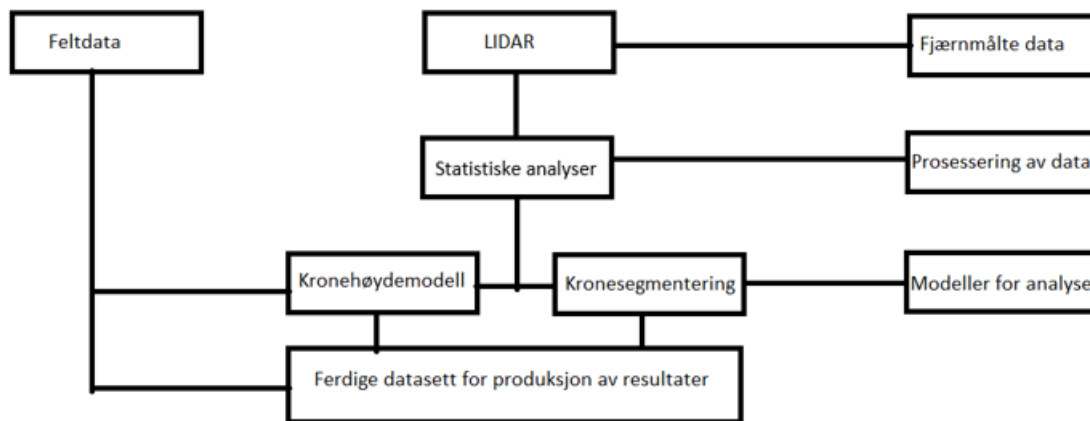 Feltdata
LIDAR
Fjærnmålte data
Statistiske analyser
Prosessering av data
Kronehøydemodell
Kronesegmentering
Modeller for analyse
Ferdige datasett for produksjon av resultater